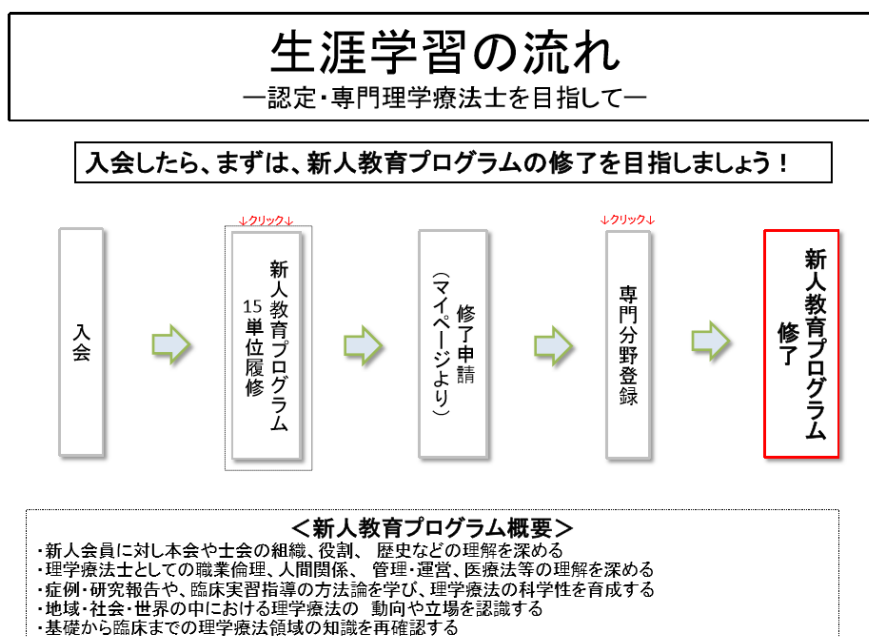 生涯学習の流れ
―認定・専門理学療法士を目指して―
入会したら、まずは、新人教育プログラムの修了を目指しましょう！
入会
↓クリック↓
新人教育プログラム
15単位履修
修了申請
（マイページより）
↓クリック↓
専門分野登録
新人教育プログラム
修了
＜新人教育プログラム概要＞
・新人会員に対し本会や士会の組織、役割、 歴史などの理解を深める
・理学療法士としての職業倫理、人間関係、 管理・運営、医療法等の理解を深める
・症例・研究報告や、臨床実習指導の方法論を学び、理学療法の科学性を育成する
・地域・社会・世界の中における理学療法の 動向や立場を認識する
・基礎から臨床までの理学療法領域の知識を再確認する